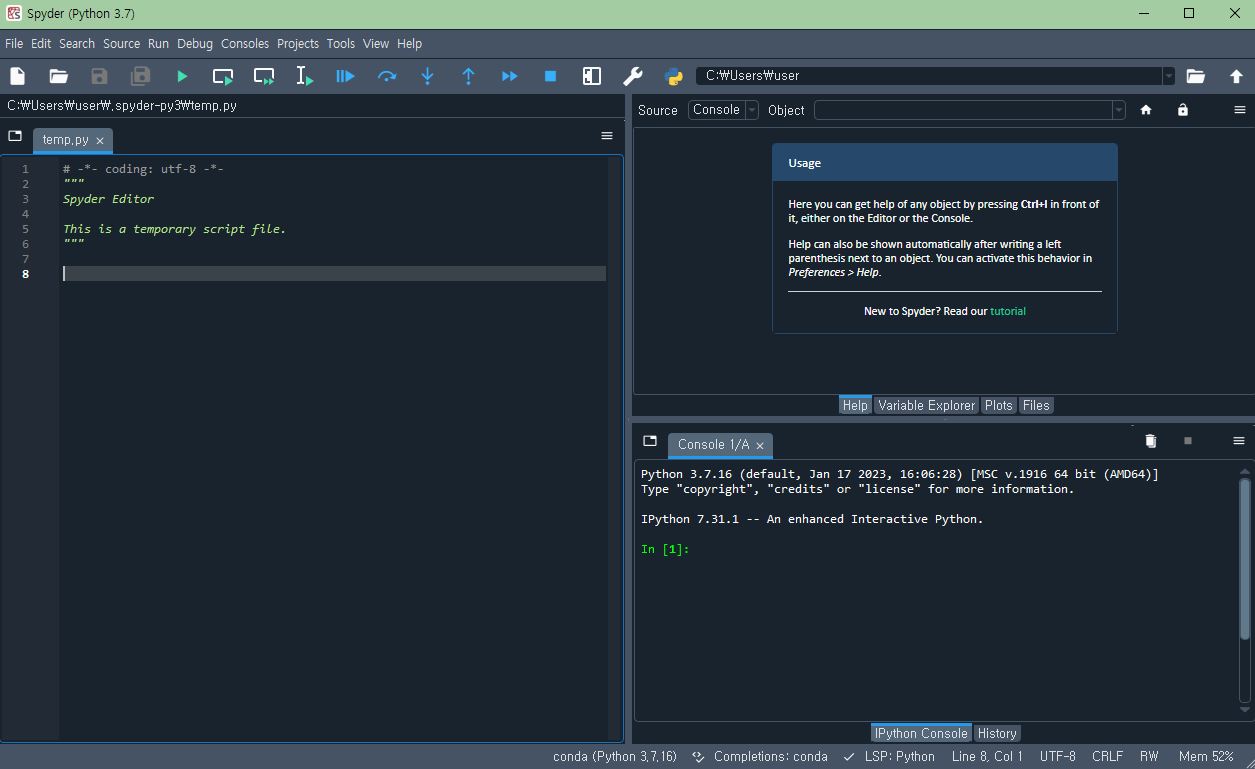 Spyder (Python 3.7)
File Edit Search Source Run Debug Consoles Projects Tools View Help
C:₩Users₩user
C:₩Users₩user₩.spyder-py3₩temp.py
temp.py
1 # -*- coding: utf-8 -*-
2 """
3 Spyder Editor
4
5 This is a temporary script file.
6 """
7
8
Source Console Object
Usage
Here you can get help of any object by pressing Ctrl+I in front of
it, either on the Editor or the Console.
Help can also be shown automatically after writing a left
parenthesis next to an object. You can activate this behavior in
Preferences > Help.
New to Spyder? Read our tutorial
Help Variable Explorer Plots Files
Console 1/A
Python 3.7.16 (default, Jan 17 2023, 16:06:28) [MSC v.1916 64 bit (AMD64)]
Type "copyright", "credits" or "license" for more information.
IPython 7.31.1 -- An enhanced Interactive Python.
In [1]:
IPython Console History
conda (Python 3.7.16) Completions: conda LSP: Python Line 8, Col 1 UTF-8 CRLF RW Mem 52%